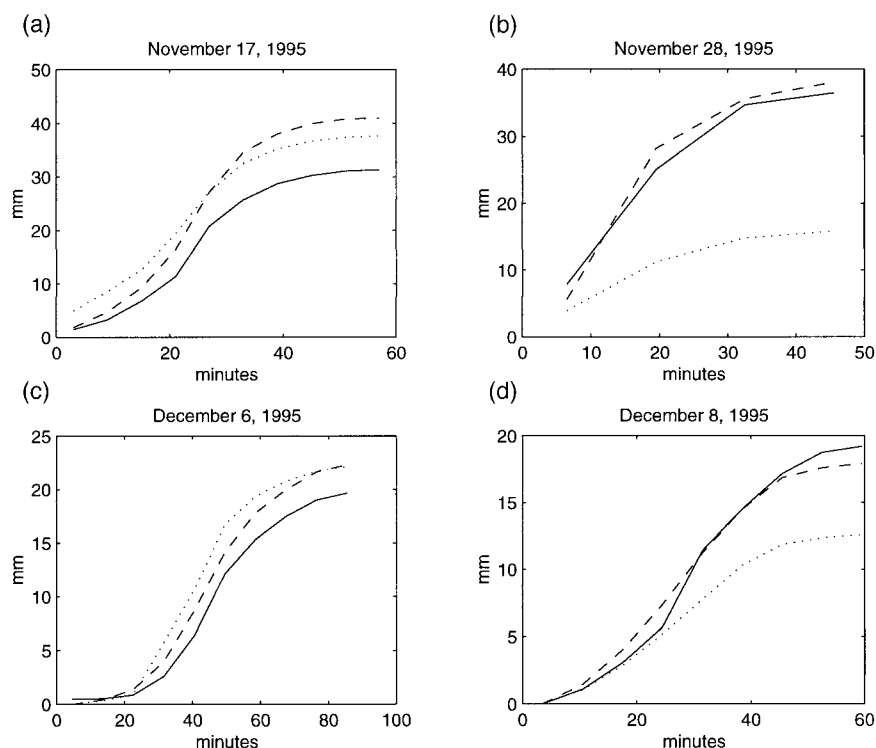 (a)
November 17, 1995
50
40
30
20
10
0
mm
0 20 40 60
minutes
(b)
November 28, 1995
40
30
20
10
0
mm
0 10 20 30 40 50
minutes
(c)
December 6, 1995
25
20
15
10
5
0
mm
0 20 40 60 80 100
minutes
(d)
December 8, 1995
20
15
10
5
0
mm
0 20 40 60
minutes